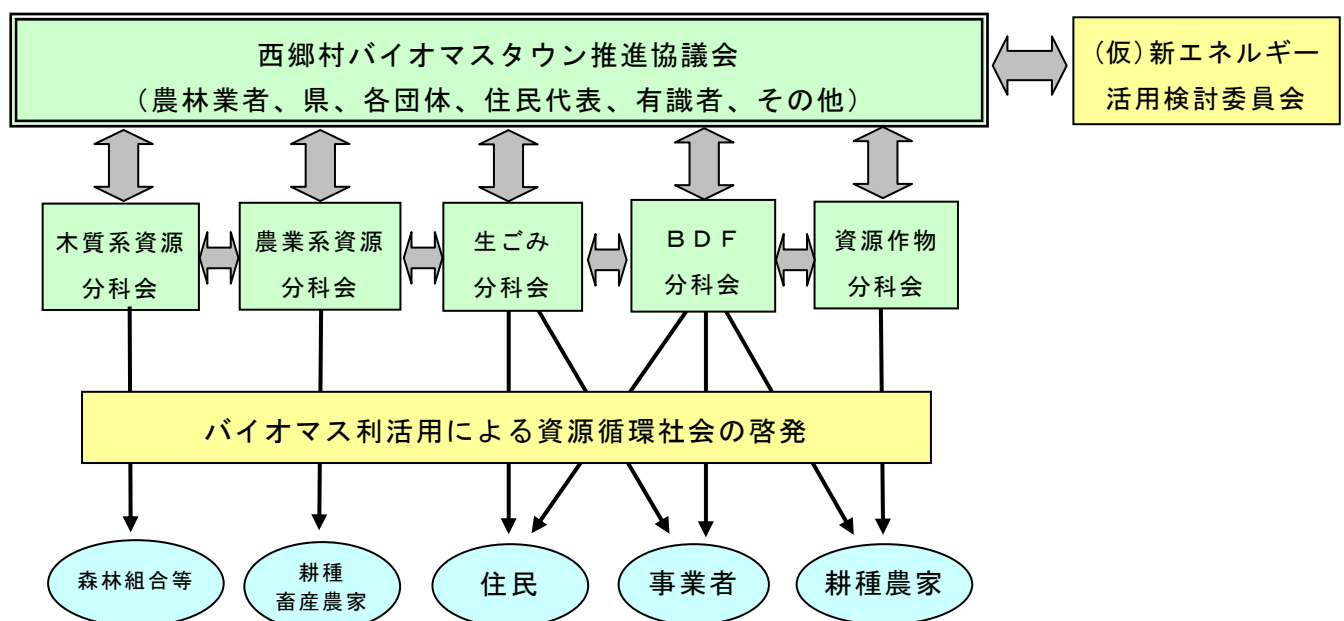 西郷村バイオマスタウン推進協議会
（農林業者、県、各団体、住民代表、有識者、その他）
(仮)新エネルギー
活用検討委員会
木質系資源
分科会
農業系資源
分科会
生ごみ
分科会
ＢＤＦ
分科会
資源作物
分科会
バイオマス利活用による資源循環社会の啓発
森林組合等
耕種
畜産農家
住民
事業者
耕種農家